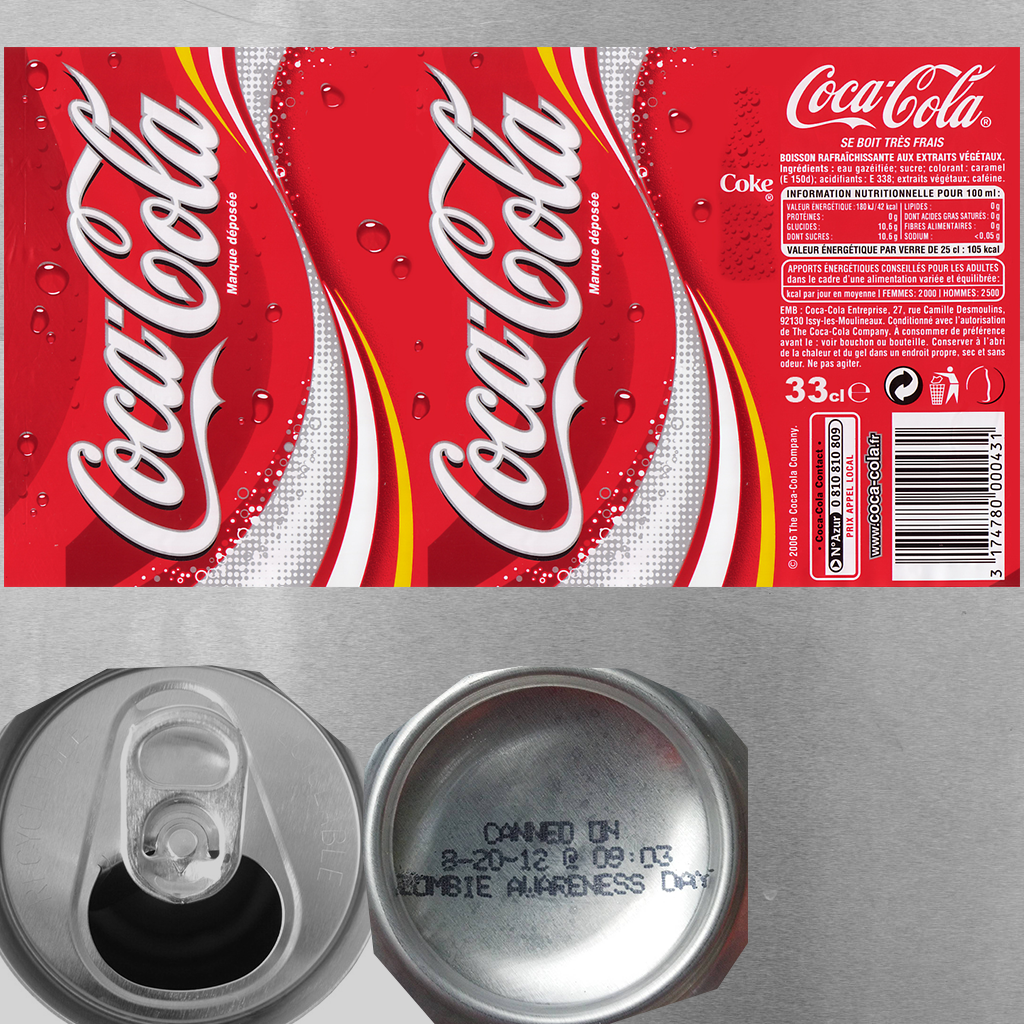 Coca-Cola
Marque déposée
Coca-Cola
Marque déposée
Coke®
Coca-Cola®
SE BOIT TRÈS FRAIS
BOISSON RAFRAÎCHISSANTE AUX EXTRAITS VÉGÉTAUX.
Ingrédients : eau gazéifiée; sucre; colorant : caramel
(E 150d); acidifiants : E 338; extraits végétaux; caféine.
INFORMATION NUTRITIONNELLE POUR 100 ml :
VALEUR ÉNERGÉTIQUE : 180 kJ/42 kcal | LIPIDES : 0 g
PROTÉINES : 0 g | DONT ACIDES GRAS SATURÉS : 0 g
GLUCIDES : 10,6 g | FIBRES ALIMENTAIRES : 0 g
DONT SUCRES : 10,6 g | SODIUM : <0,05 g
VALEUR ÉNERGÉTIQUE PAR VERRE DE 25 cl : 105 kcal
APPORTS ÉNERGÉTIQUES CONSEILLÉS POUR LES ADULTES
dans le cadre d'une alimentation variée et équilibrée:
kcal par jour en moyenne | FEMMES: 2000 | HOMMES: 2500
EMB : Coca-Cola Entreprise, 27, rue Camille Desmoulins,
92130 Issy-les-Moulineaux. Conditionné avec l'autorisation
de The Coca-Cola Company. A consommer de préférence
avant le : voir bouchon ou bouteille. Conserver à l'abri
de la chaleur et du gel dans un endroit propre, sec et sans
odeur. Ne pas agiter.
33cl e
© 2006 The Coca-Cola Company.
• Coca-Cola Contact •
N°Azur 0 810 810 809
PRIX APPEL LOCAL
www.coca-cola.fr
3 174780 000431
CANNED ON
8-20-12 @ 09:03
ZOMBIE AWARENESS DAY